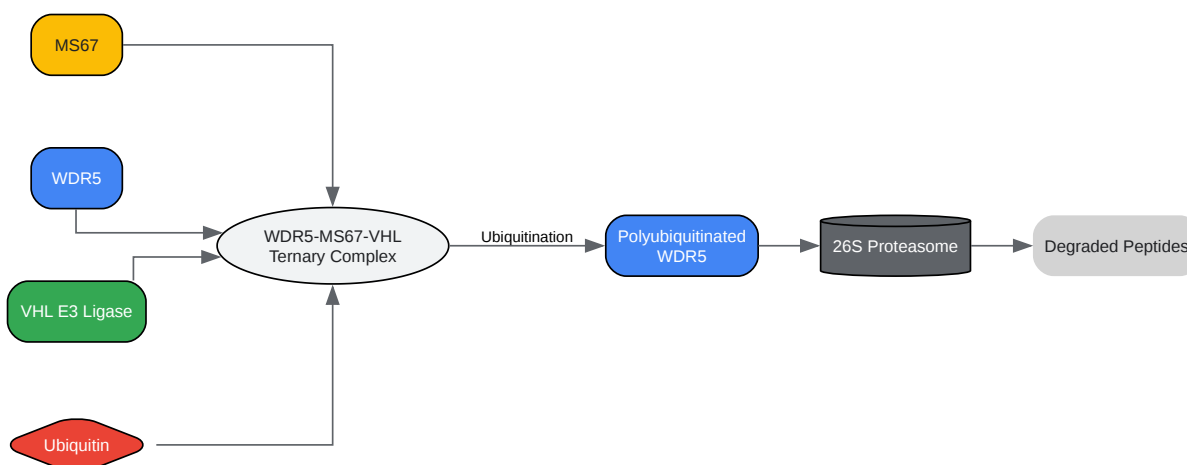 MS67
WDR5
VHL E3 Ligase
Ubiquitin
WDR5-MS67-VHL
Ternary Complex
Ubiquitination
Polyubiquitinated
WDR5
26S Proteasome
Degraded Peptides